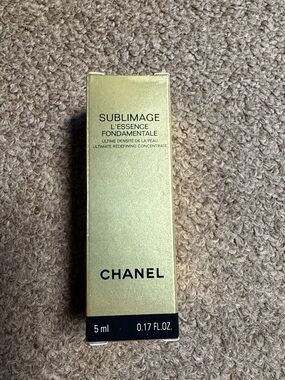 SUBLIMAGE
L'ESSENCE
FONDAMENTALE
ULTIME DENSITÉ DE LA PEAU
ULTIMATE REDEFINING CONCENTRATE
CHANEL
5 ml 0.17 FL.OZ.